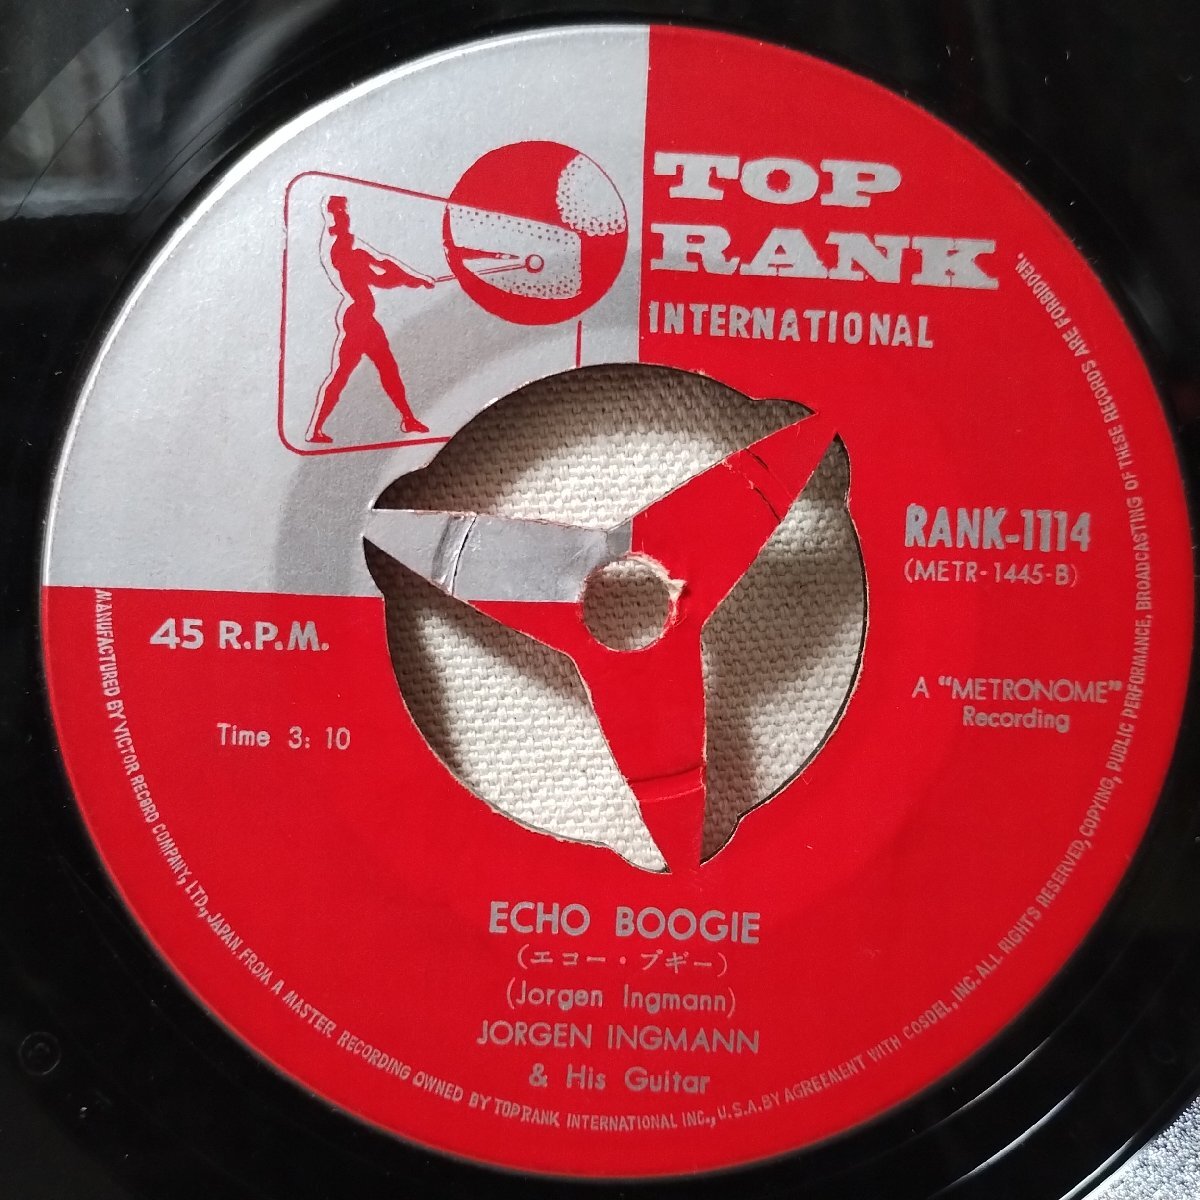 TOP
RANK
INTERNATIONAL
RANK-1114
(METR-1445-B)
45 R.P.M.
Time 3: 10
A "METRONOME"
Recording
ECHO BOOGIE
(エコー・ブギー)
(Jorgen Ingmann)
JORGEN INGMANN
& His Guitar
MANUFACTURED BY VICTOR RECORD COMPANY, LTD., JAPAN. FROM A MASTER RECORDING OWNED BY TOPRANK INTERNATIONAL INC., U.S.A. BY AGREEMENT WITH COSDEL, INC. ALL RIGHTS RESERVED, COPYING, PUBLIC PERFORMANCE, BROADCASTING OF THESE RECORDS ARE FORBIDDEN.